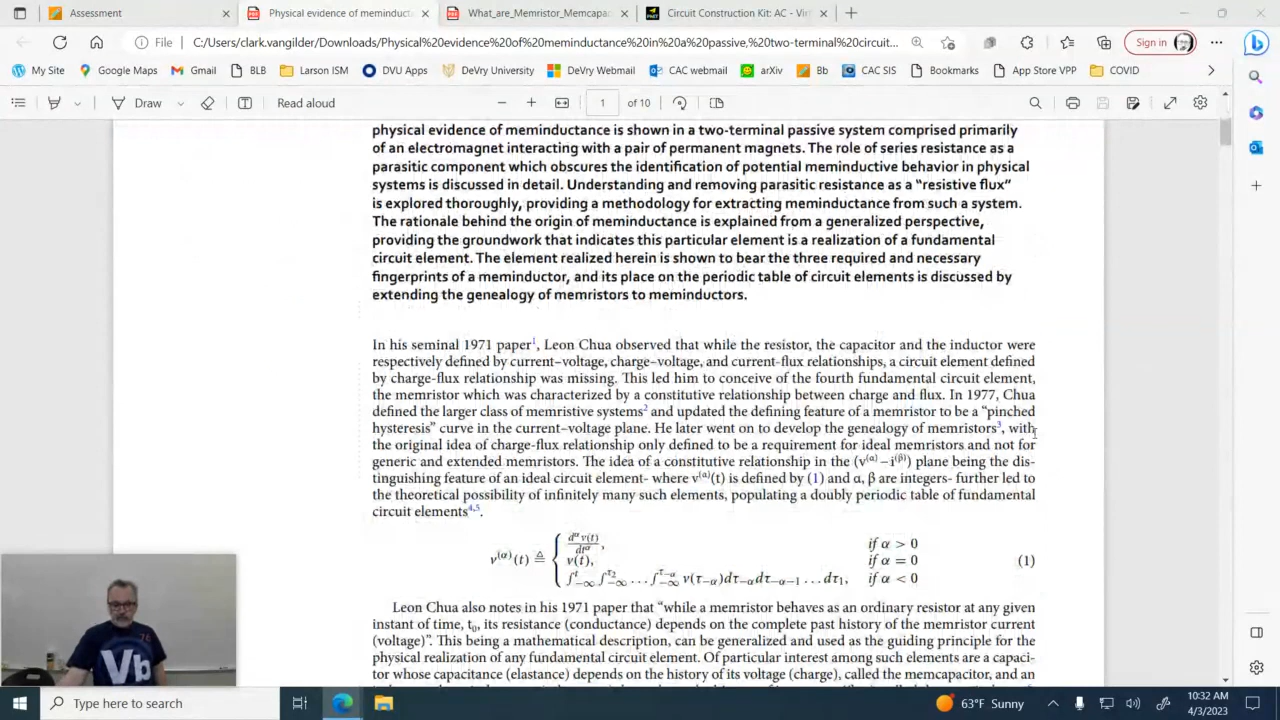 Assessment
Physical evidence of meminducta
What_are_Memristor_Memcapa
Circuit Construction Kit: AC - Virt
File
C:/Users/clark.vangilder/Downloads/Physical%20evidence%20of%20meminductance%20in%20a%20passive,%20two-terminal%20circuit...
Sign in
My Site
Google Maps
Gmail
BLB
Larson ISM
DVU Apps
DeVry University
DeVry Webmail
CAC webmail
arXiv
Bb
CAC SIS
Bookmarks
App Store VPP
COVID
Draw
Read aloud
1
of 10
physical evidence of meminductance is shown in a two-terminal passive system comprised primarily
of an electromagnet interacting with a pair of permanent magnets. The role of series resistance as a
parasitic component which obscures the identification of potential meminductive behavior in physical
systems is discussed in detail. Understanding and removing parasitic resistance as a “resistive flux”
is explored thoroughly, providing a methodology for extracting meminductance from such a system.
The rationale behind the origin of meminductance is explained from a generalized perspective,
providing the groundwork that indicates this particular element is a realization of a fundamental
circuit element. The element realized herein is shown to bear the three required and necessary
fingerprints of a meminductor, and its place on the periodic table of circuit elements is discussed by
extending the genealogy of memristors to meminductors.
In his seminal 1971 paper¹, Leon Chua observed that while the resistor, the capacitor and the inductor were
respectively defined by current–voltage, charge–voltage, and current-flux relationships, a circuit element defined
by charge-flux relationship was missing. This led him to conceive of the fourth fundamental circuit element,
the memristor which was characterized by a constitutive relationship between charge and flux. In 1977, Chua
defined the larger class of memristive systems² and updated the defining feature of a memristor to be a “pinched
hysteresis” curve in the current–voltage plane. He later went on to develop the genealogy of memristors³, with
the original idea of charge-flux relationship only defined to be a requirement for ideal memristors and not for
generic and extended memristors. The idea of a constitutive relationship in the (v⁽ᵅ⁾–i⁽ᵝ⁾) plane being the dis-
tinguishing feature of an ideal circuit element- where v⁽ᵅ⁾(t) is defined by (1) and α, β are integers- further led to
the theoretical possibility of infinitely many such elements, populating a doubly periodic table of fundamental
circuit elements⁴,⁵.
v⁽ᵅ⁾(t) ≜ { dᵅv(t)/dtᵅ, if α > 0
v(t), if α = 0
∫₋∞ᵗ ∫₋∞^τ₂ … ∫₋∞^τ₋α v(τ₋α)dτ₋αdτ₋α₋₁ … dτ₁, if α < 0 (1)
Leon Chua also notes in his 1971 paper that “while a memristor behaves as an ordinary resistor at any given
instant of time, t₀, its resistance (conductance) depends on the complete past history of the memristor current
(voltage)”. This being a mathematical description, can be generalized and used as the guiding principle for the
physical realization of any fundamental circuit element. Of particular interest among such elements are a capaci-
tor whose capacitance (elastance) depends on the history of its voltage (charge), called the memcapacitor, and an
Vb
Type here to search
63°F Sunny
10:32 AM
4/3/2023